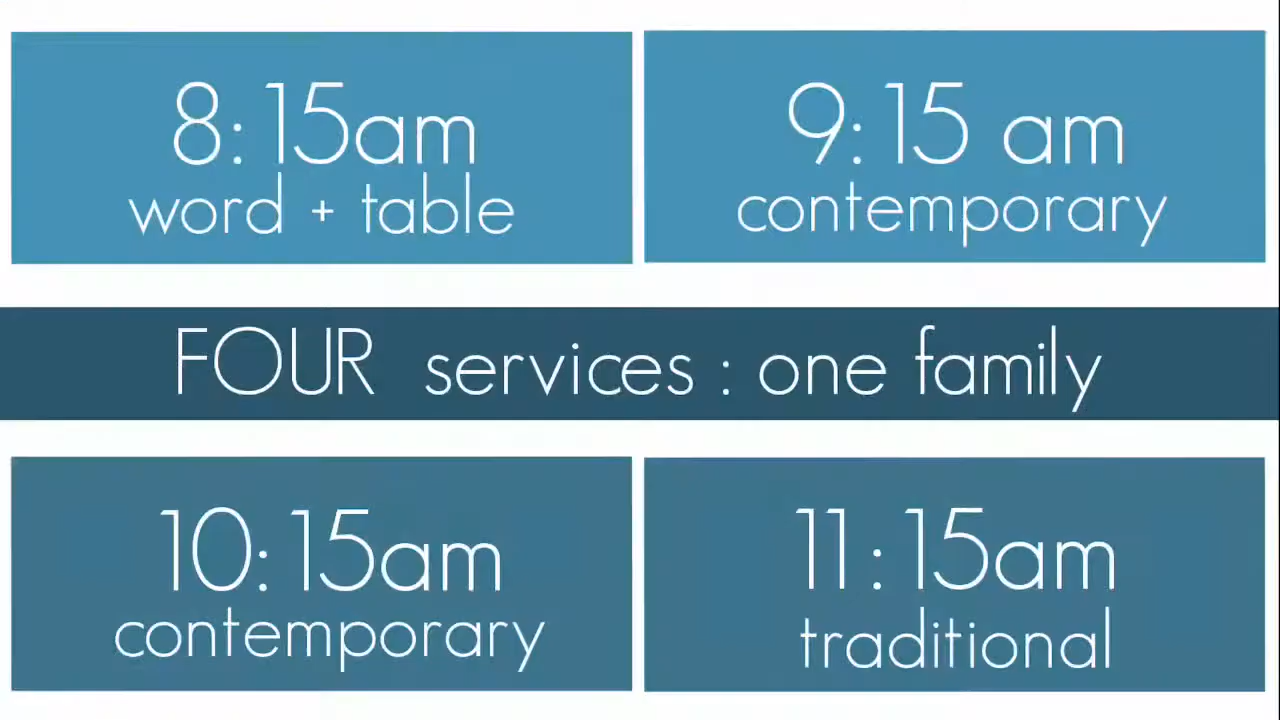 8:15am
word + table
9:15 am
contemporary
FOUR services : one family
10:15am
contemporary
11:15am
traditional